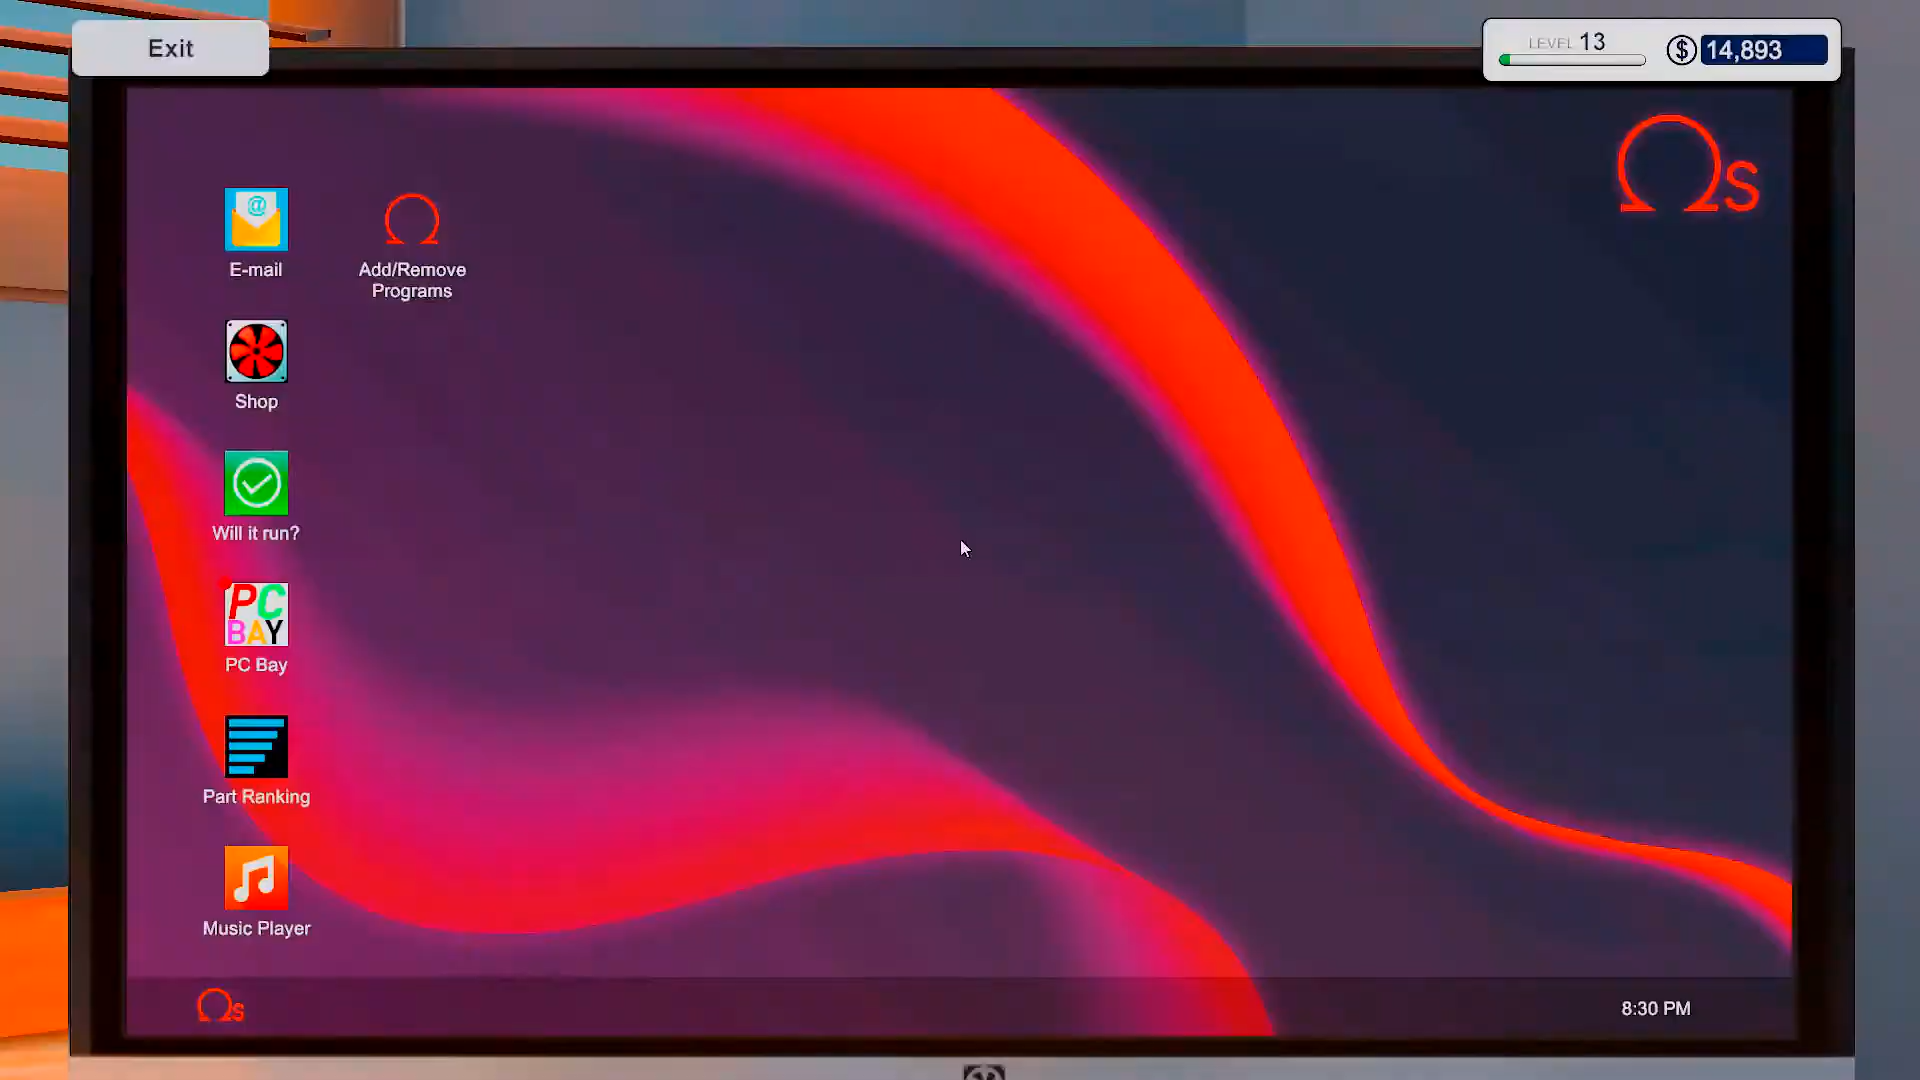 Exit
LEVEL 13
$ 14,893
Ωs
@
E-mail
Add/Remove
Programs
Shop
Will it run?
PC
BAY
PC Bay
Part Ranking
Music Player
Ωs
8:30 PM